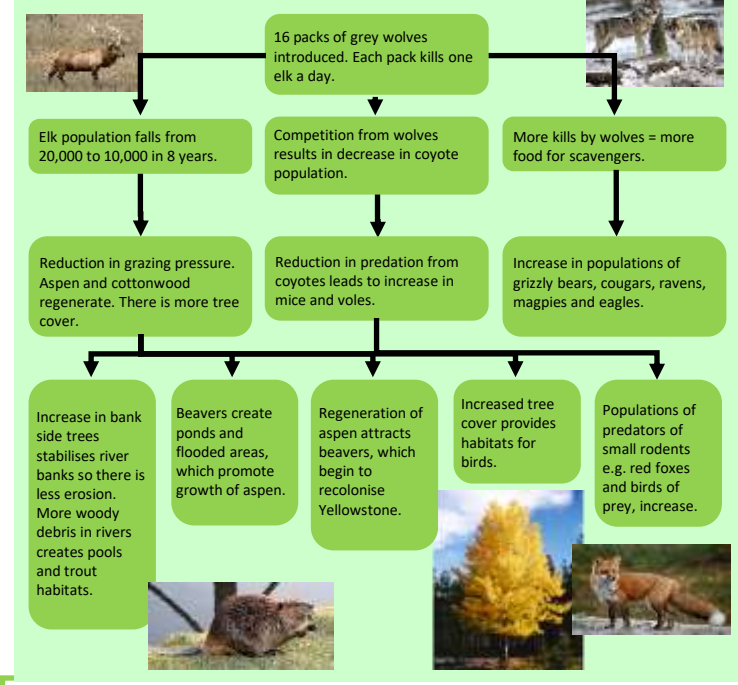 16 packs of grey wolves
introduced. Each pack kills one
elk a day.
Elk population falls from
20,000 to 10,000 in 8 years.
Competition from wolves
results in decrease in coyote
population.
More kills by wolves = more
food for scavengers.
Reduction in grazing pressure.
Aspen and cottonwood
regenerate. There is more tree
cover.
Reduction in predation from
coyotes leads to increase in
mice and voles.
Increase in populations of
grizzly bears, cougars, ravens,
magpies and eagles.
Increase in bank
side trees
stabilises river
banks so there is
less erosion.
More woody
debris in rivers
creates pools
and trout
habitats.
Beavers create
ponds and
flooded areas,
which promote
growth of aspen.
Regeneration of
aspen attracts
beavers, which
begin to
recolonise
Yellowstone.
Increased tree
cover provides
habitats for
birds.
Populations of
predators of
small rodents
e.g. red foxes
and birds of
prey, increase.